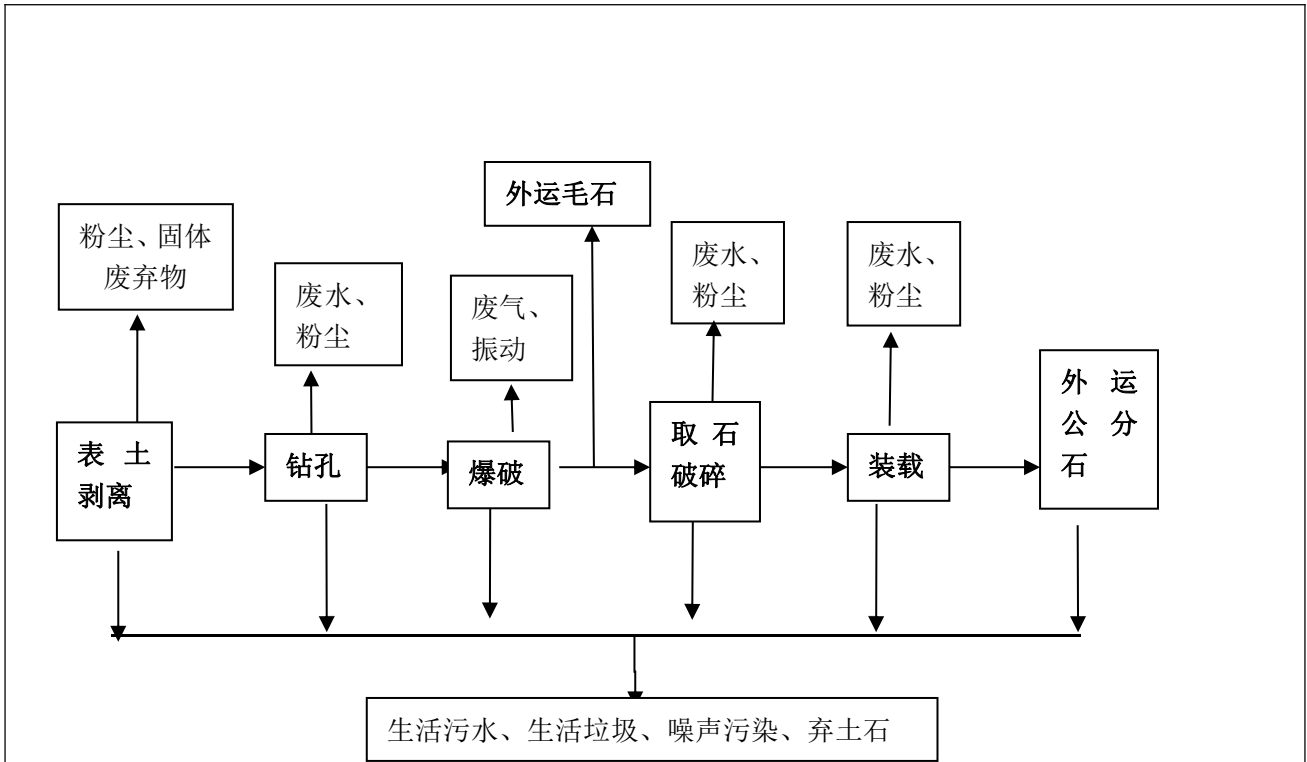 外运毛石
粉尘、固体
废弃物
废水、
粉尘
废气、
振动
废水、
粉尘
废水、
粉尘
表土
剥离
钻孔
爆破
取石
破碎
装载
外运
公分
石
生活污水、生活垃圾、噪声污染、弃土石